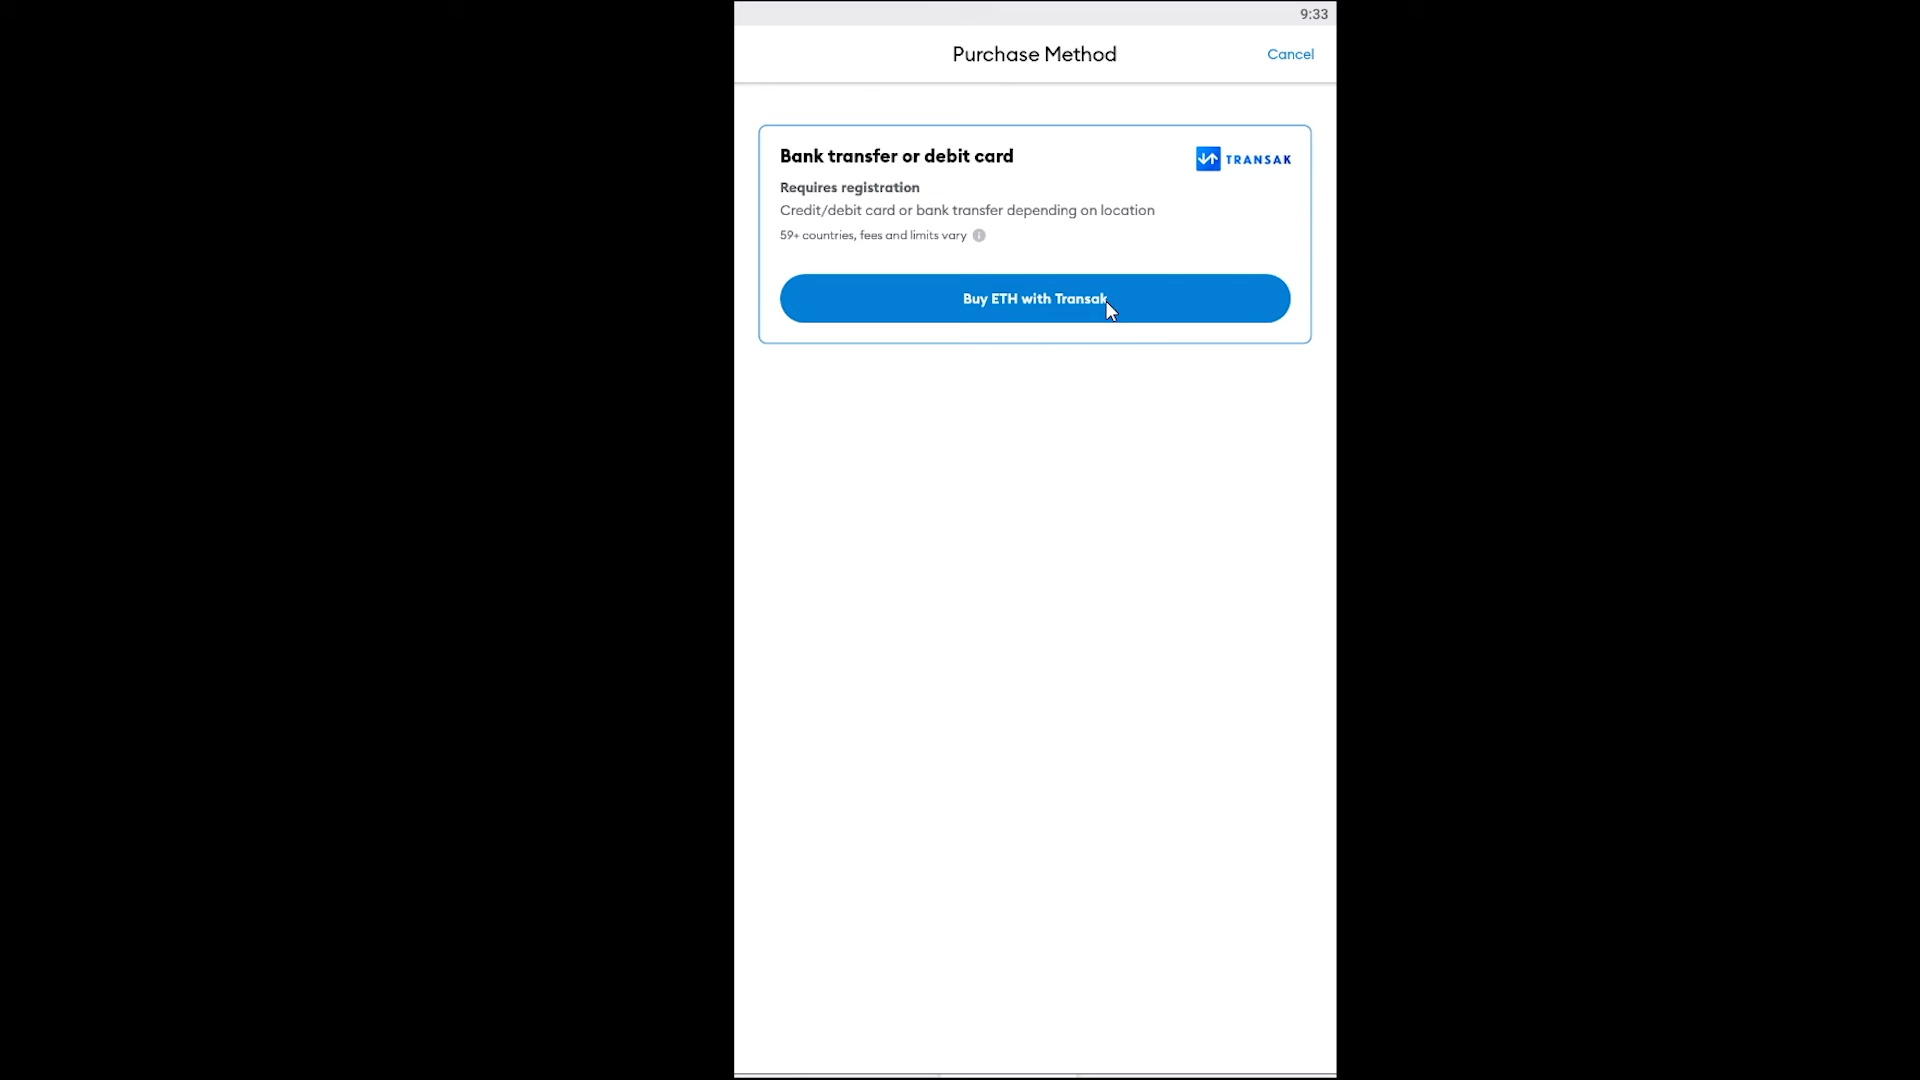 9:33
Purchase Method
Cancel
Bank transfer or debit card
TRANSAK
Requires registration
Credit/debit card or bank transfer depending on location
59+ countries, fees and limits vary
Buy ETH with Transak